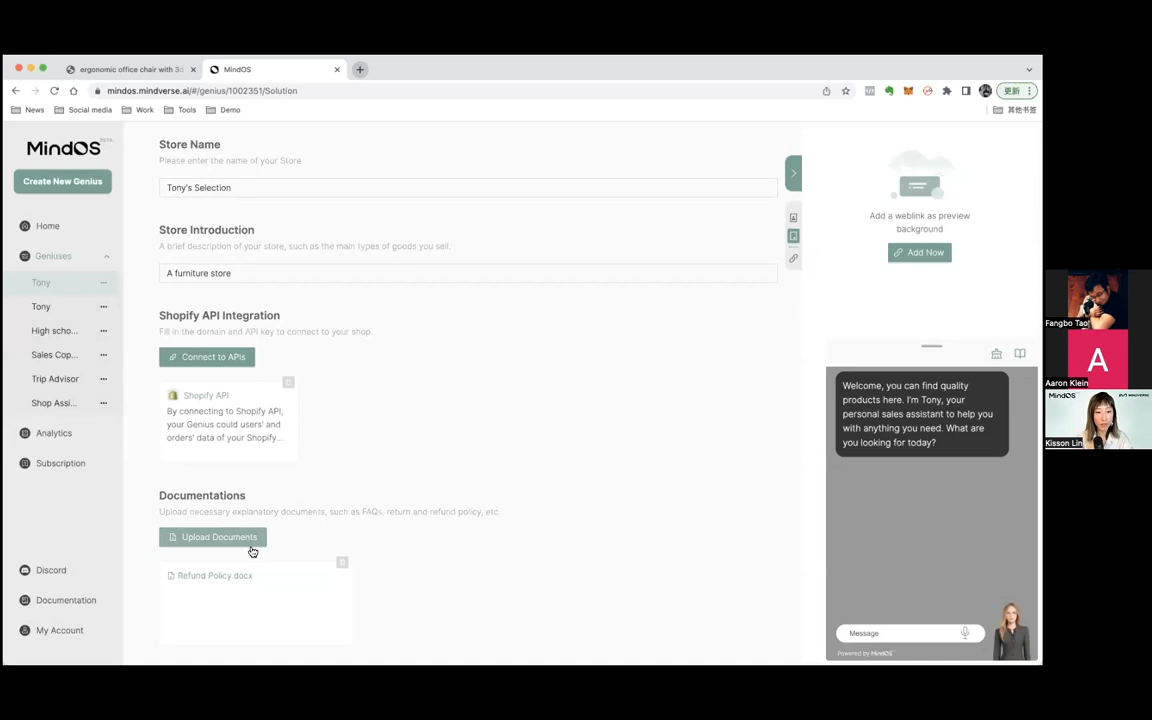 ergonomic office chair with 3d
MindOS
mindos.mindverse.ai/#/genius/1002351/Solution
更新
News
Social media
Work
Tools
Demo
其他书签
MindOS BETA
Create New Genius
Home
Geniuses
Tony
Tony
High scho...
Sales Cop...
Trip Advisor
Shop Assi...
Analytics
Subscription
Discord
Documentation
My Account
Store Name
Please enter the name of your Store
Tony's Selection
Store Introduction
A brief description of your store, such as the main types of goods you sell.
A furniture store
Shopify API Integration
Fill in the domain and API key to connect to your shop.
Connect to APIs
Shopify API
By connecting to Shopify API,
your Genius could users' and
orders' data of your Shopify...
Documentations
Upload necessary explanatory documents, such as FAQs, return and refund policy, etc.
Upload Documents
Refund Policy.docx
Add a weblink as preview
background
Add Now
Welcome, you can find quality
products here. I'm Tony, your
personal sales assistant to help you
with anything you need. What are
you looking for today?
Message
Powered by MindOS
Fangbo Tao
A
Aaron Klein
MindOS
MINDVERSE
Kisson Lin